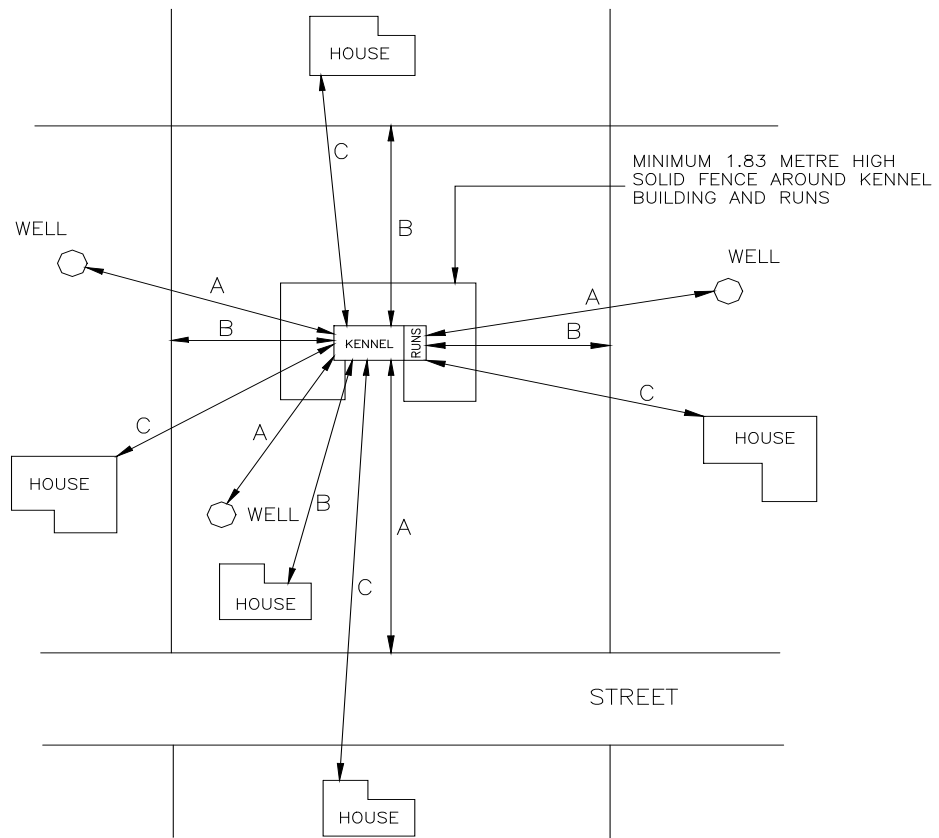 HOUSE
C
B
MINIMUM 1.83 METRE HIGH
SOLID FENCE AROUND KENNEL
BUILDING AND RUNS
WELL
WELL
A
A
B
B
KENNEL
RUNS
C
C
A
HOUSE
HOUSE
B
WELL
A
HOUSE
C
STREET
HOUSE